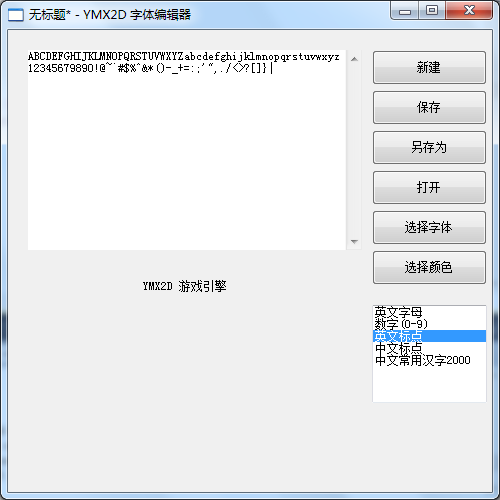 无标题* - YMX2D 字体编辑器
ABCDEFGHIJKLMNOPQRSTUVWXYZabcdefghijklmnopqrstuvwxyz
12345679890!@~`#$%^&*()-_+=:;'",./<>?[]}|
新建
保存
另存为
打开
选择字体
选择颜色
YMX2D 游戏引擎
英文字母
数字(0-9)
英文标点
中文标点
中文常用汉字2000